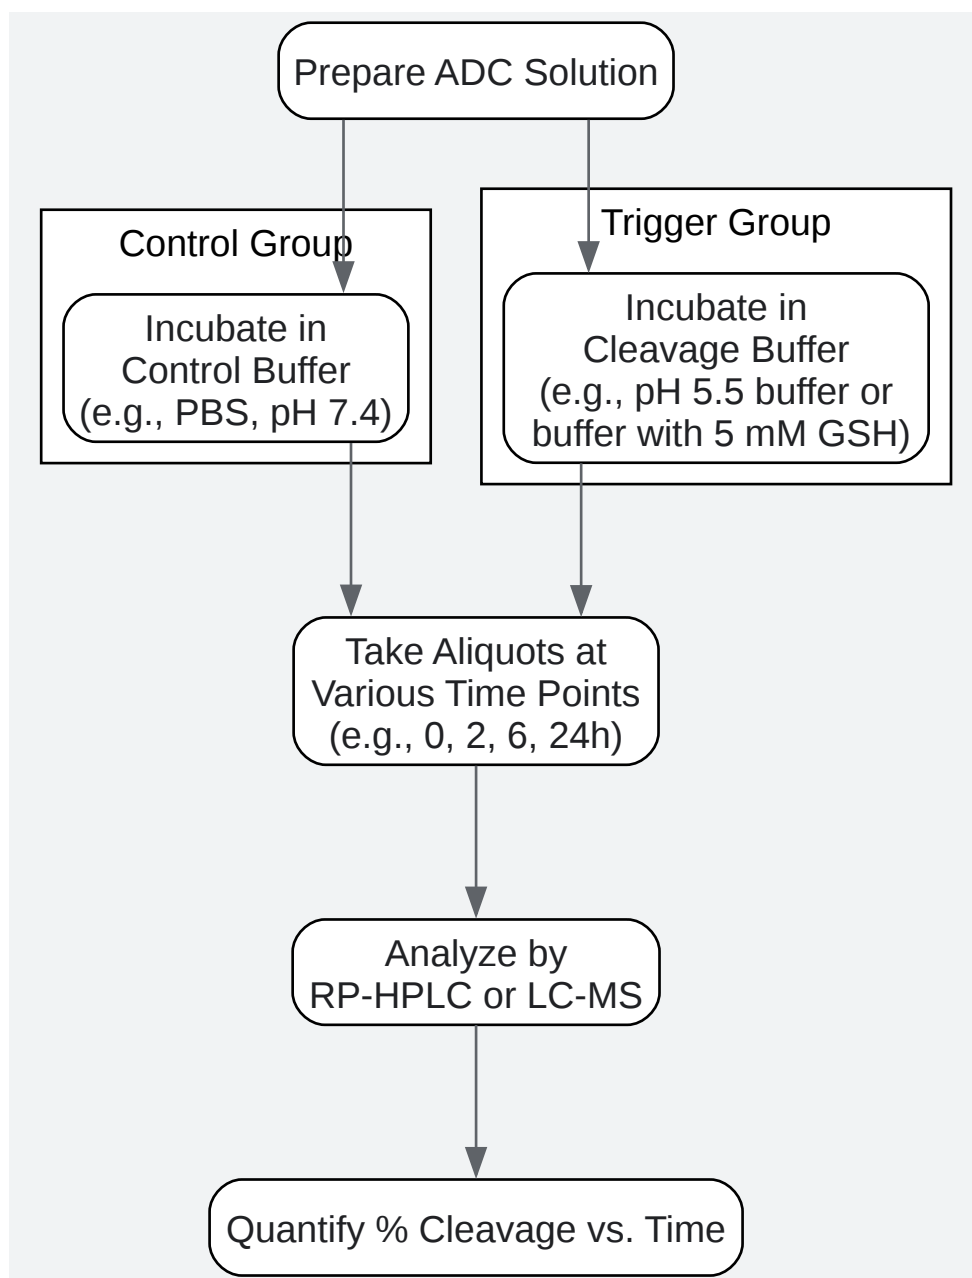 Prepare ADC Solution
Control Group
Incubate in
Control Buffer
(e.g., PBS, pH 7.4)
Trigger Group
Incubate in
Cleavage Buffer
(e.g., pH 5.5 buffer or
buffer with 5 mM GSH)
Take Aliquots at
Various Time Points
(e.g., 0, 2, 6, 24h)
Analyze by
RP-HPLC or LC-MS
Quantify % Cleavage vs. Time